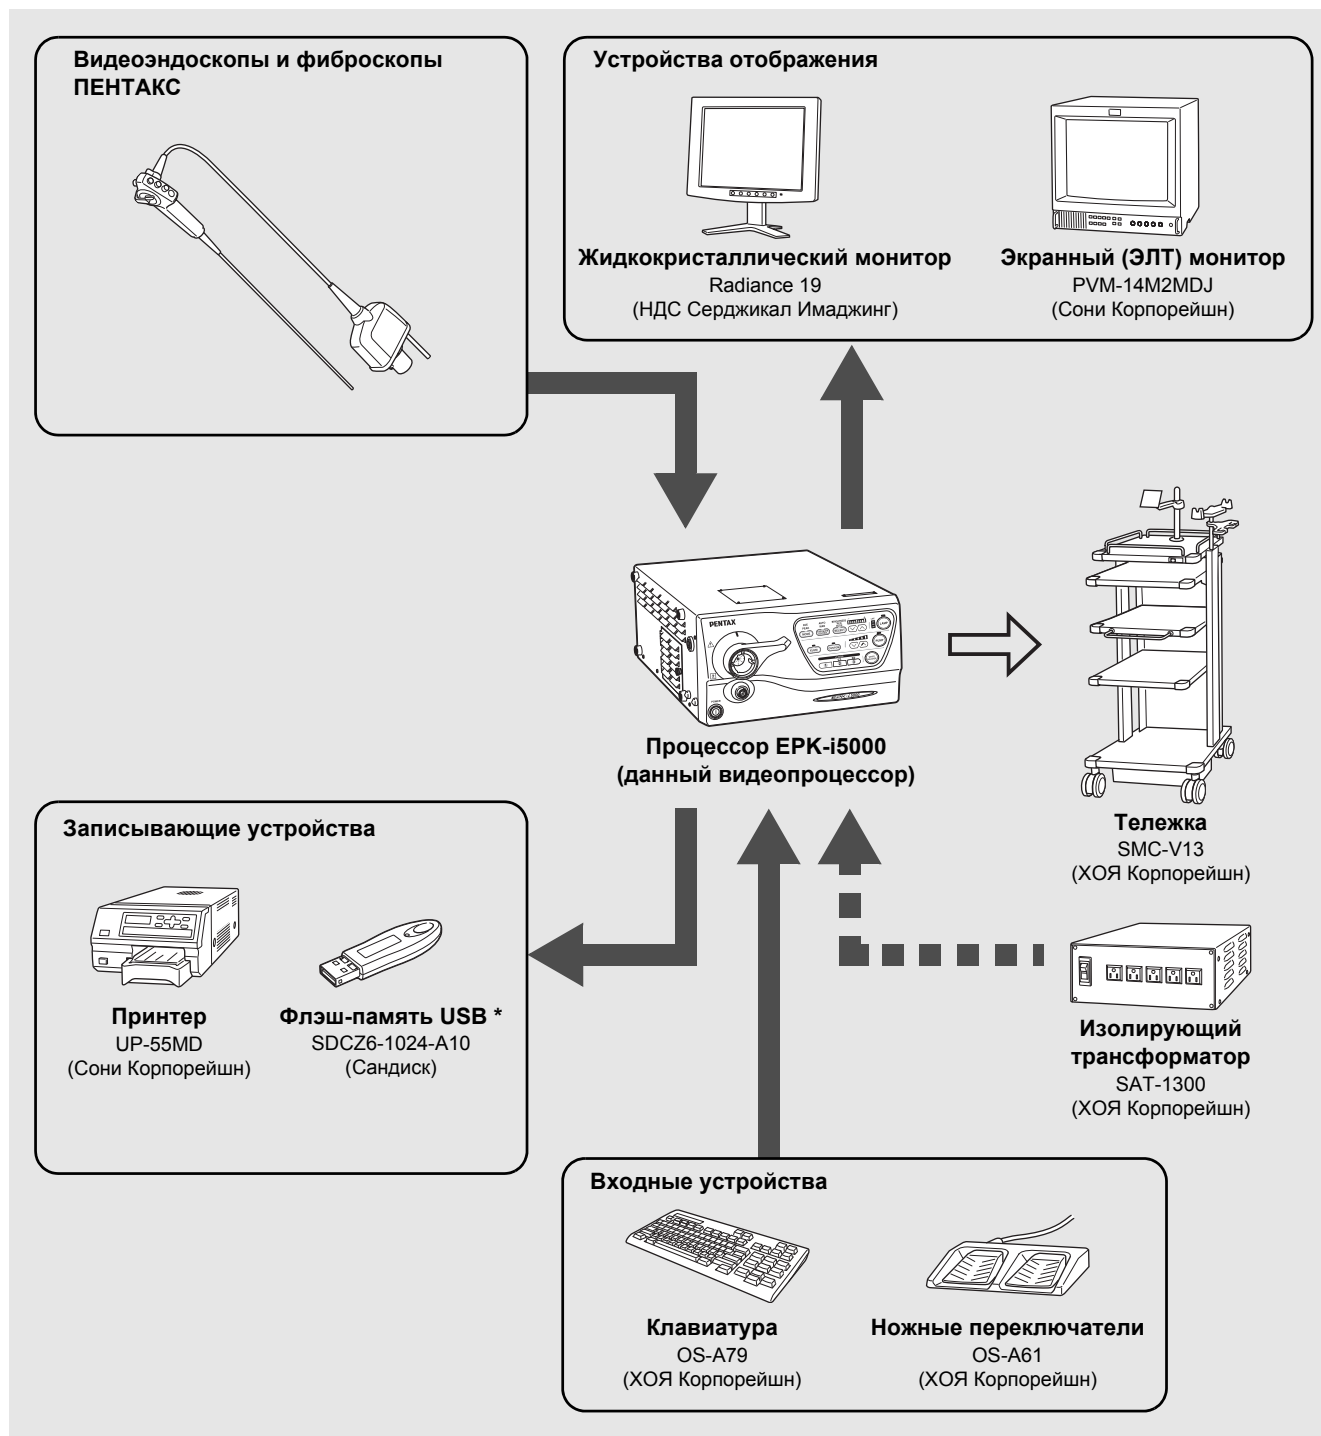 Видеоэндоскопы и фиброскопы
ПЕНТАКС
Устройства отображения
Жидкокристаллический монитор
Radiance 19
(НДС Серджикал Имаджинг)
Экранный (ЭЛТ) монитор
PVM-14M2MDJ
(Сони Корпорейшн)
PENTAX
Процессор EPK-i5000
(данный видеопроцессор)
Тележка
SMC-V13
(ХОЯ Корпорейшн)
Записывающие устройства
Принтер
UP-55MD
(Сони Корпорейшн)
Флэш-память USB *
SDCZ6-1024-A10
(Сандиск)
Изолирующий
трансформатор
SAT-1300
(ХОЯ Корпорейшн)
Входные устройства
Клавиатура
OS-A79
(ХОЯ Корпорейшн)
Ножные переключатели
OS-A61
(ХОЯ Корпорейшн)